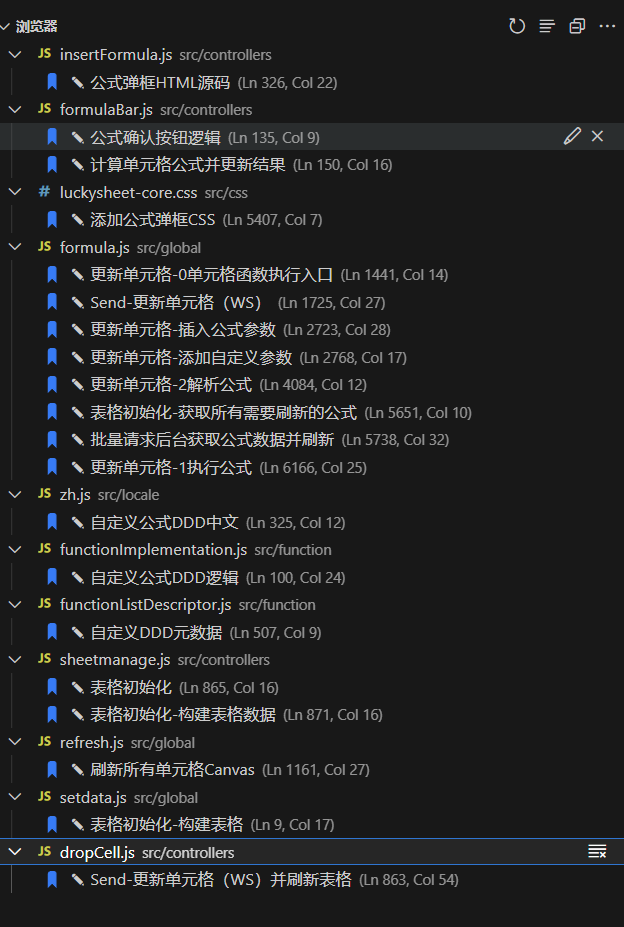 浏览器
JS insertFormula.js src/controllers
公式弹框HTML源码 (Ln 326, Col 22)
JS formulaBar.js src/controllers
公式确认按钮逻辑 (Ln 135, Col 9)
计算单元格公式并更新结果 (Ln 150, Col 16)
# luckysheet-core.css src/css
添加公式弹框CSS (Ln 5407, Col 7)
JS formula.js src/global
更新单元格-0单元格函数执行入口 (Ln 1441, Col 14)
Send-更新单元格（WS） (Ln 1725, Col 27)
更新单元格-插入公式参数 (Ln 2723, Col 28)
更新单元格-添加自定义参数 (Ln 2768, Col 17)
更新单元格-2解析公式 (Ln 4084, Col 12)
表格初始化-获取所有需要刷新的公式 (Ln 5651, Col 10)
批量请求后台获取公式数据并刷新 (Ln 5738, Col 32)
更新单元格-1执行公式 (Ln 6166, Col 25)
JS zh.js src/locale
自定义公式DDD中文 (Ln 325, Col 12)
JS functionImplementation.js src/function
自定义公式DDD逻辑 (Ln 100, Col 24)
JS functionListDescriptor.js src/function
自定义DDD元数据 (Ln 507, Col 9)
JS sheetmanage.js src/controllers
表格初始化 (Ln 865, Col 16)
表格初始化-构建表格数据 (Ln 871, Col 16)
JS refresh.js src/global
刷新所有单元格Canvas (Ln 1161, Col 27)
JS setdata.js src/global
表格初始化-构建表格 (Ln 9, Col 17)
JS dropCell.js src/controllers
Send-更新单元格（WS）并刷新表格 (Ln 863, Col 54)